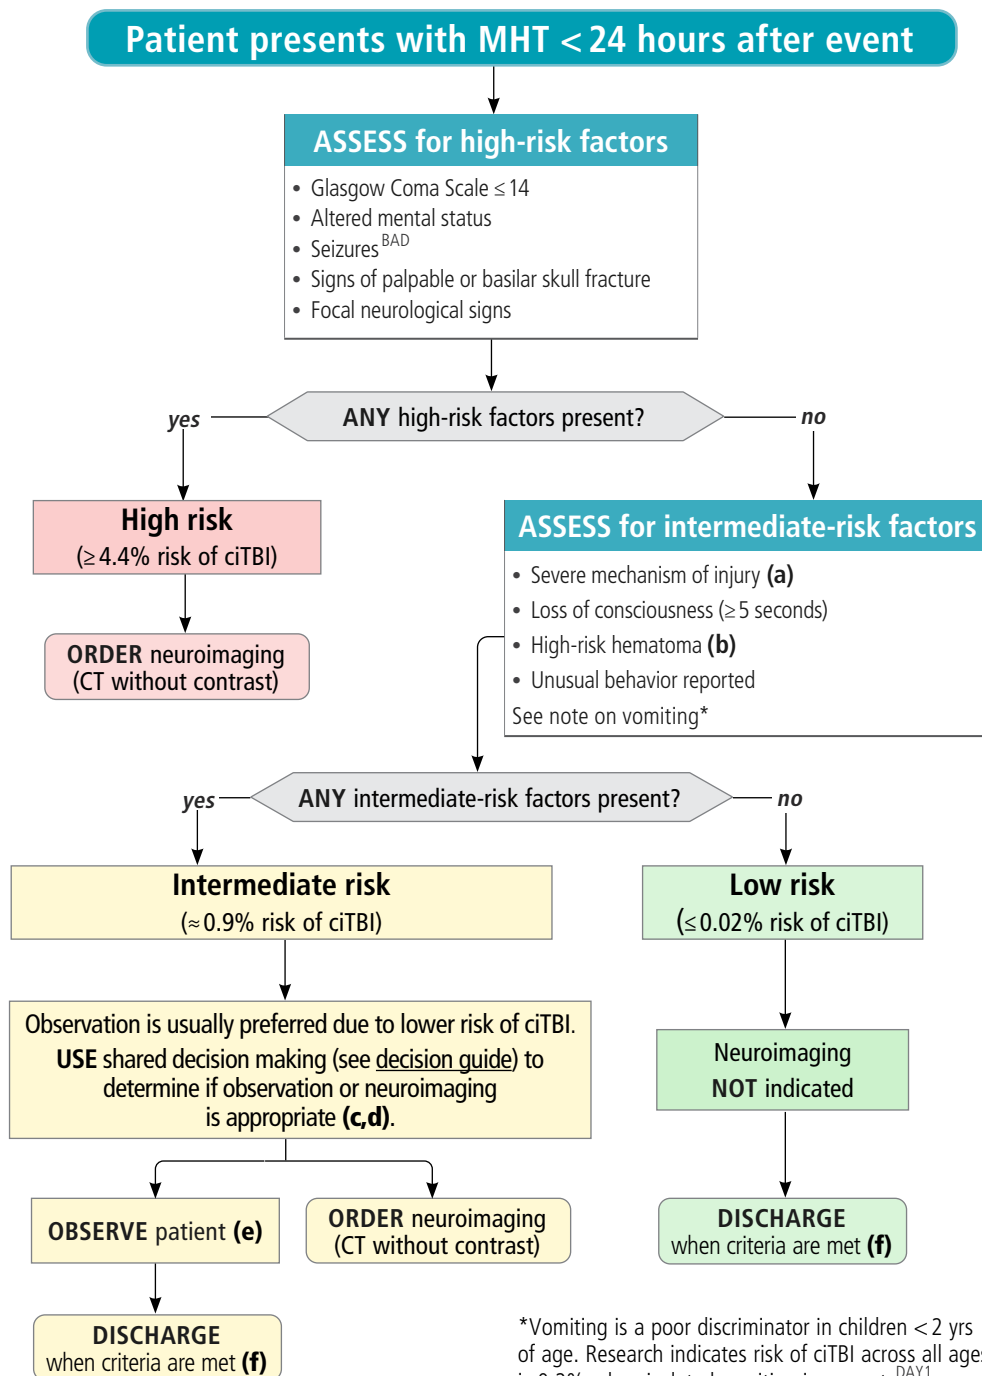 Patient presents with MHT < 24 hours after event
ASSESS for high-risk factors
• Glasgow Coma Scale ≤ 14
• Altered mental status
• Seizures BAD
• Signs of palpable or basilar skull fracture
• Focal neurological signs
ANY high-risk factors present?
yes
no
High risk
(≥ 4.4% risk of ciTBI)
ORDER neuroimaging
(CT without contrast)
ASSESS for intermediate-risk factors
• Severe mechanism of injury (a)
• Loss of consciousness (≥ 5 seconds)
• High-risk hematoma (b)
• Unusual behavior reported
See note on vomiting*
ANY intermediate-risk factors present?
yes
no
Intermediate risk
(≈ 0.9% risk of ciTBI)
Observation is usually preferred due to lower risk of ciTBI.
USE shared decision making (see decision guide) to
determine if observation or neuroimaging
is appropriate (c,d).
OBSERVE patient (e)
DISCHARGE
when criteria are met (f)
ORDER neuroimaging
(CT without contrast)
Low risk
(≤ 0.02% risk of ciTBI)
Neuroimaging
NOT indicated
DISCHARGE
when criteria are met (f)
*Vomiting is a poor discriminator in children < 2 yrs
of age. Research indicates risk of ciTBI across all ages
DAY1